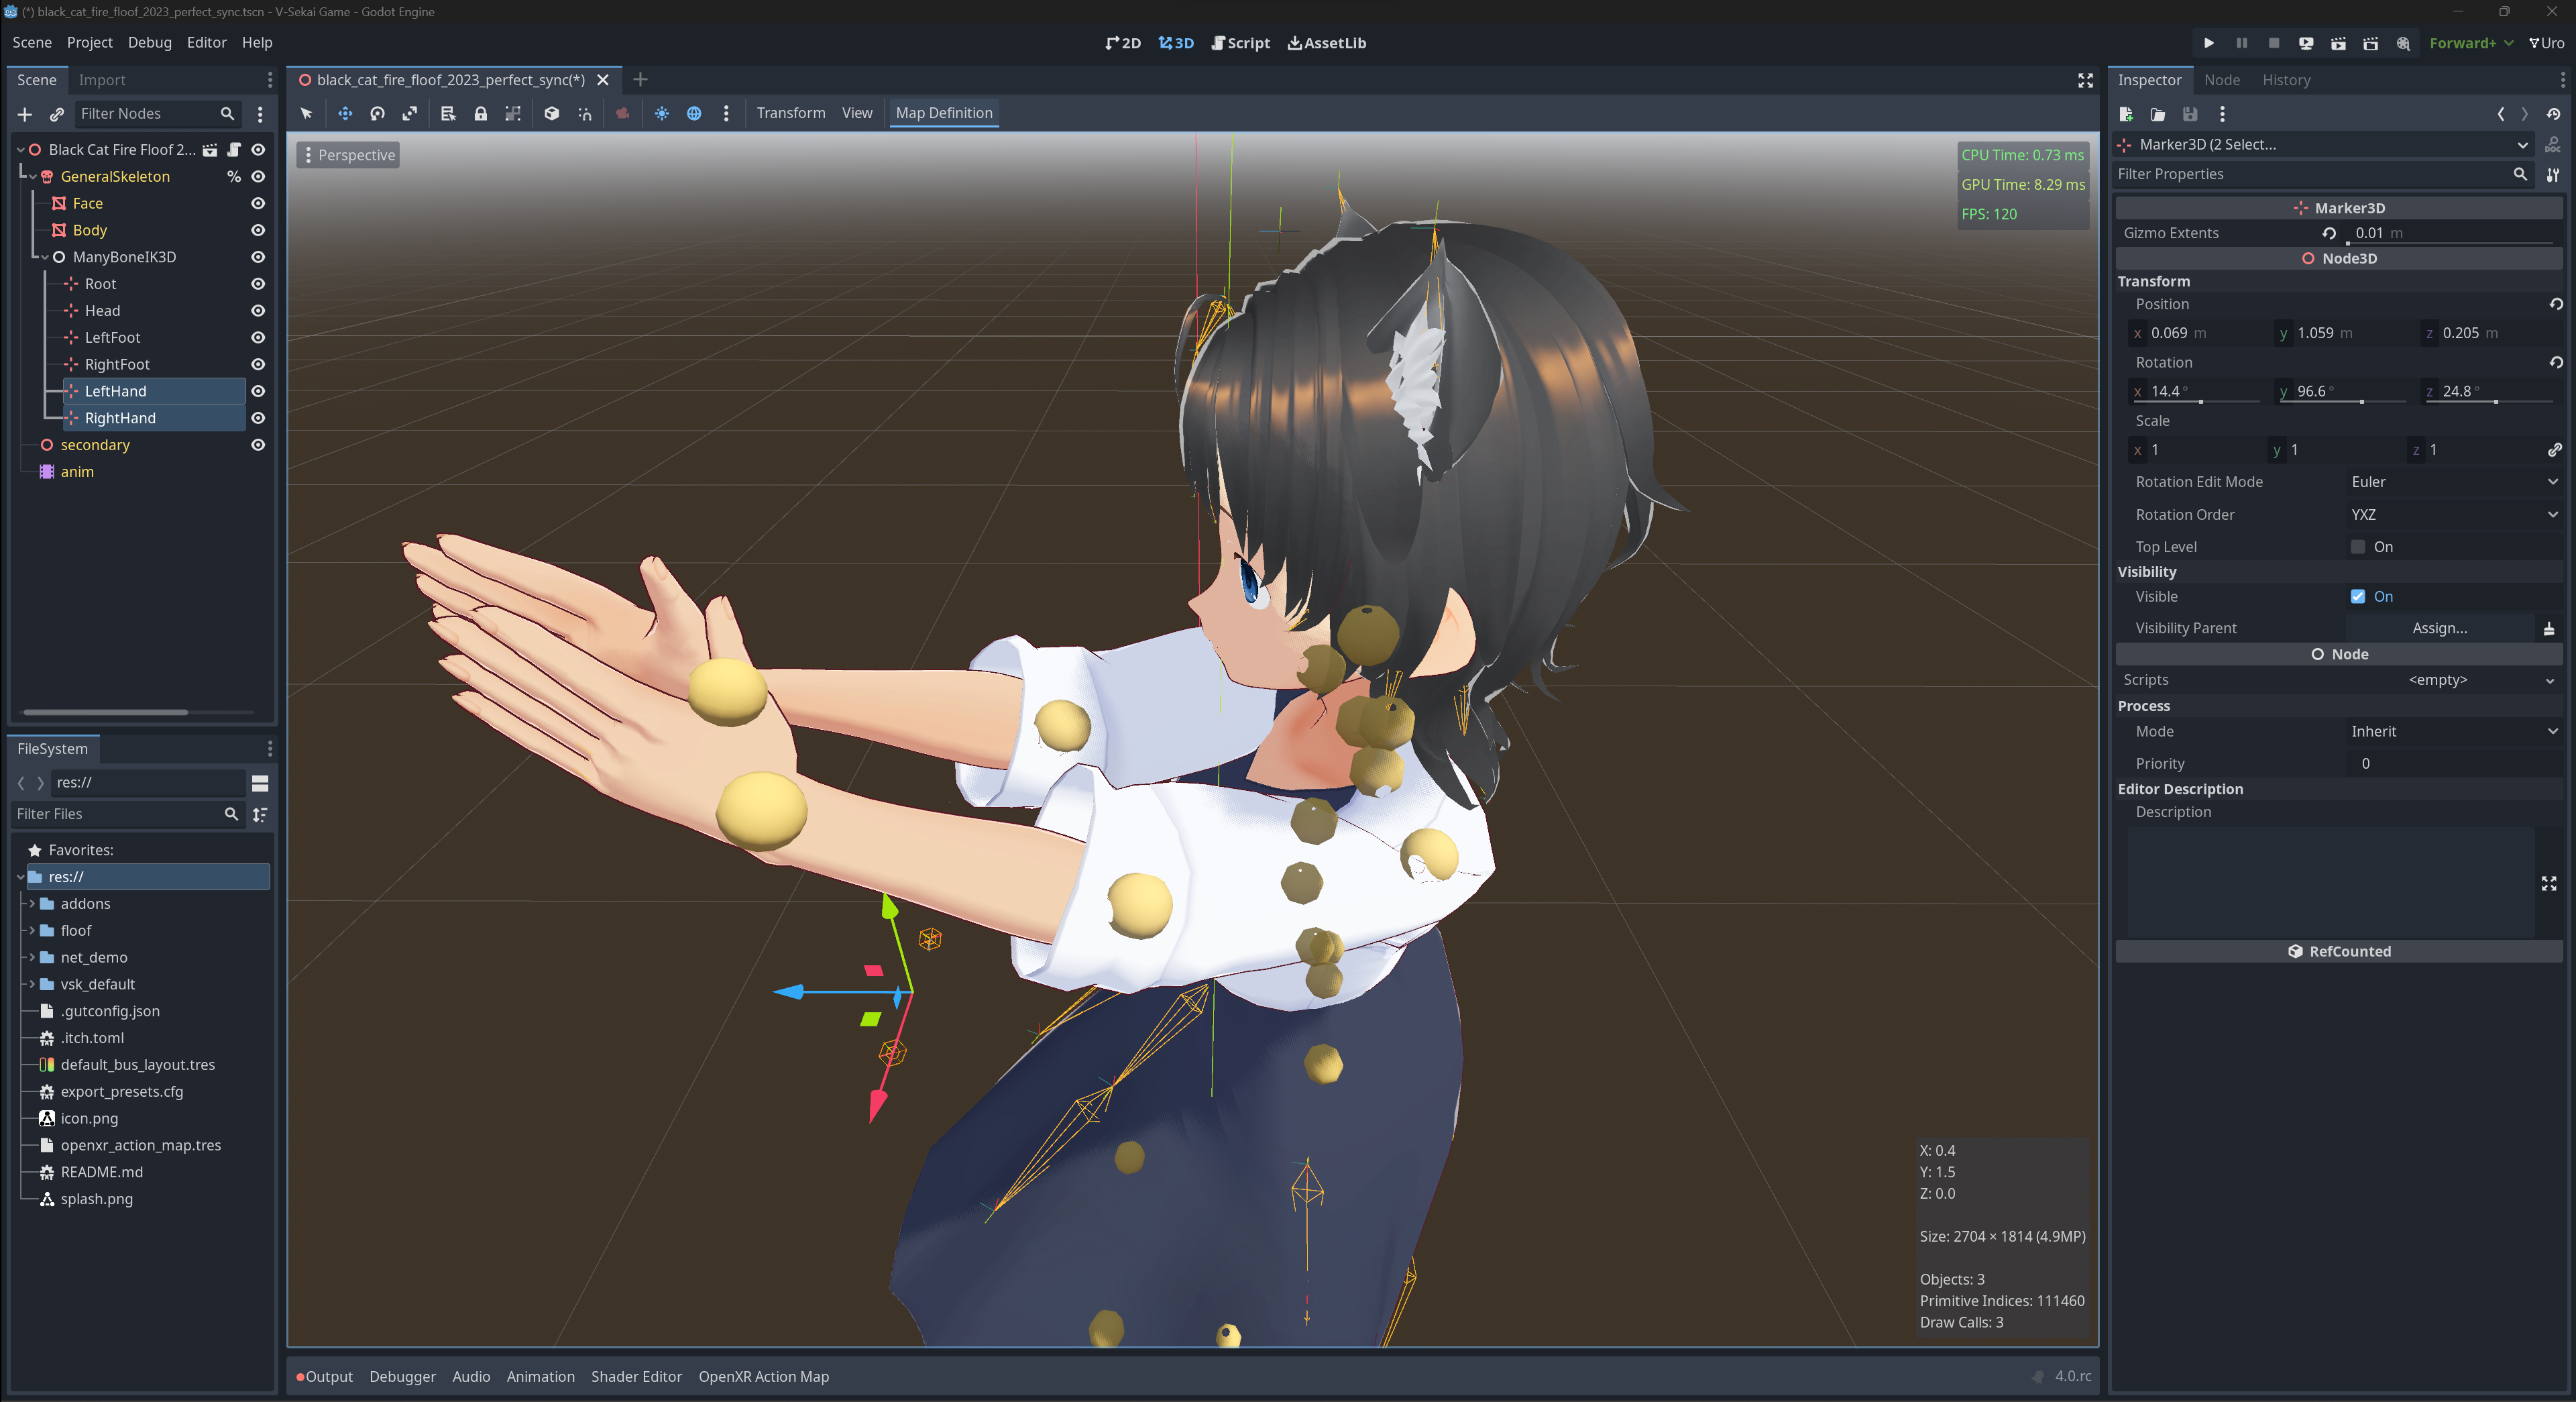 (*) black_cat_fire_floof_2023_perfect_sync.tscn - V-Sekai Game - Godot Engine
Scene Project Debug Editor Help
2D 3D Script AssetLib
Forward+ Uro
Scene Import
Filter Nodes
Black Cat Fire Floof 2...
GeneralSkeleton %
Face
Body
ManyBoneIK3D
Root
Head
LeftFoot
RightFoot
LeftHand
RightHand
secondary
anim
FileSystem
res://
Filter Files
Favorites:
res://
addons
floof
net_demo
vsk_default
.gutconfig.json
.itch.toml
default_bus_layout.tres
export_presets.cfg
icon.png
openxr_action_map.tres
README.md
splash.png
black_cat_fire_floof_2023_perfect_sync(*)
Transform View Map Definition
Perspective
CPU Time: 0.73 ms
GPU Time: 8.29 ms
FPS: 120
X: 0.4
Y: 1.5
Z: 0.0
Size: 2704 × 1814 (4.9MP)
Objects: 3
Primitive Indices: 111460
Draw Calls: 3
Output Debugger Audio Animation Shader Editor OpenXR Action Map
4.0.rc
Inspector Node History
Marker3D (2 Select...
DOC
Filter Properties
Marker3D
Gizmo Extents 0.01 m
Node3D
Transform
Position
x 0.069 m y 1.059 m z 0.205 m
Rotation
x 14.4 ° y 96.6 ° z 24.8 °
Scale
x 1 y 1 z 1
Rotation Edit Mode Euler
Rotation Order YXZ
Top Level On
Visibility
Visible On
Visibility Parent Assign...
Node
Scripts <empty>
Process
Mode Inherit
Priority 0
Editor Description
Description
RefCounted